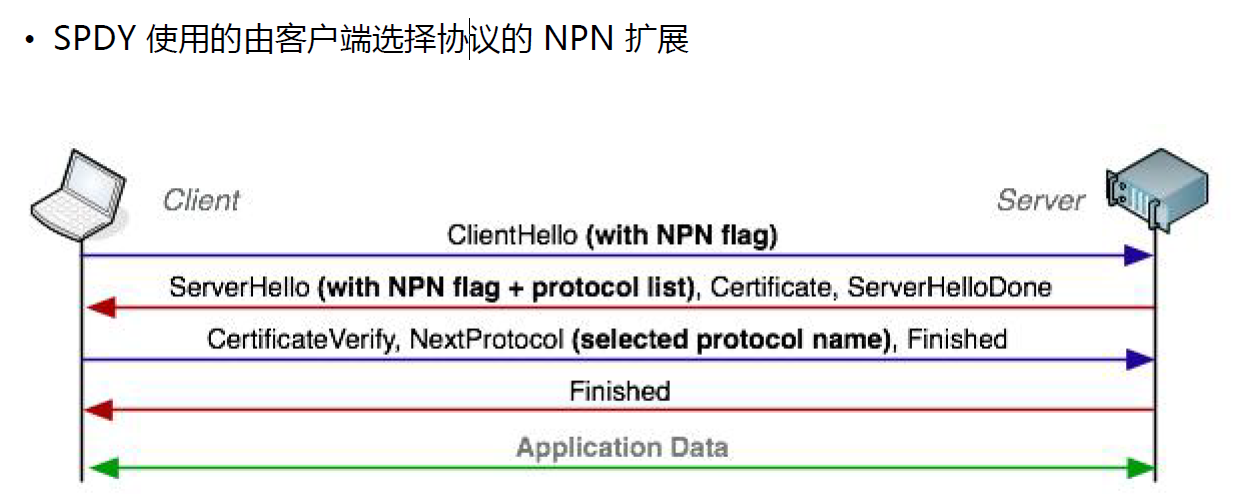 • SPDY 使用的由客户端选择协议的 NPN 扩展
Client
Server
ClientHello (with NPN flag)
ServerHello (with NPN flag + protocol list), Certificate, ServerHelloDone
CertificateVerify, NextProtocol (selected protocol name), Finished
Finished
Application Data